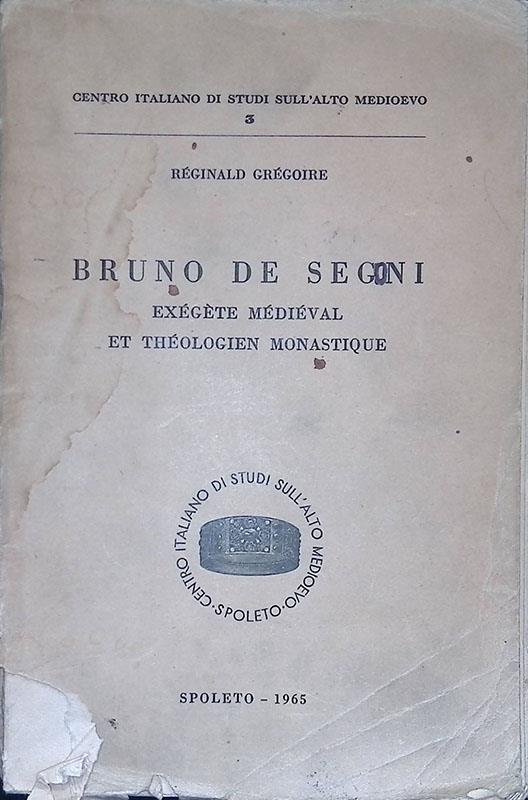 CENTRO ITALIANO DI STUDI SULL'ALTO MEDIOEVO
3
RÉGINALD GRÉGOIRE
BRUNO DE SEGNI
EXÉGÈTE MÉDIÉVAL
ET THÉOLOGIEN MONASTIQUE
CENTRO ITALIANO DI STUDI SULL'ALTO MEDIOEVO · SPOLETO ·
SPOLETO - 1965